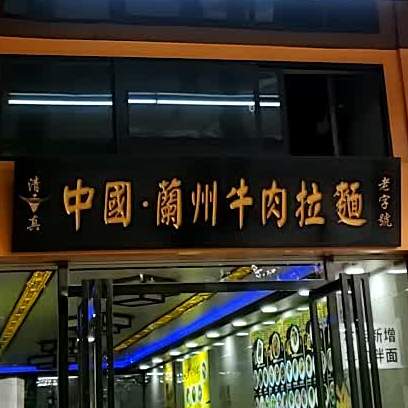 清真
中國·蘭州牛肉拉麵
老字號
新增
拌面